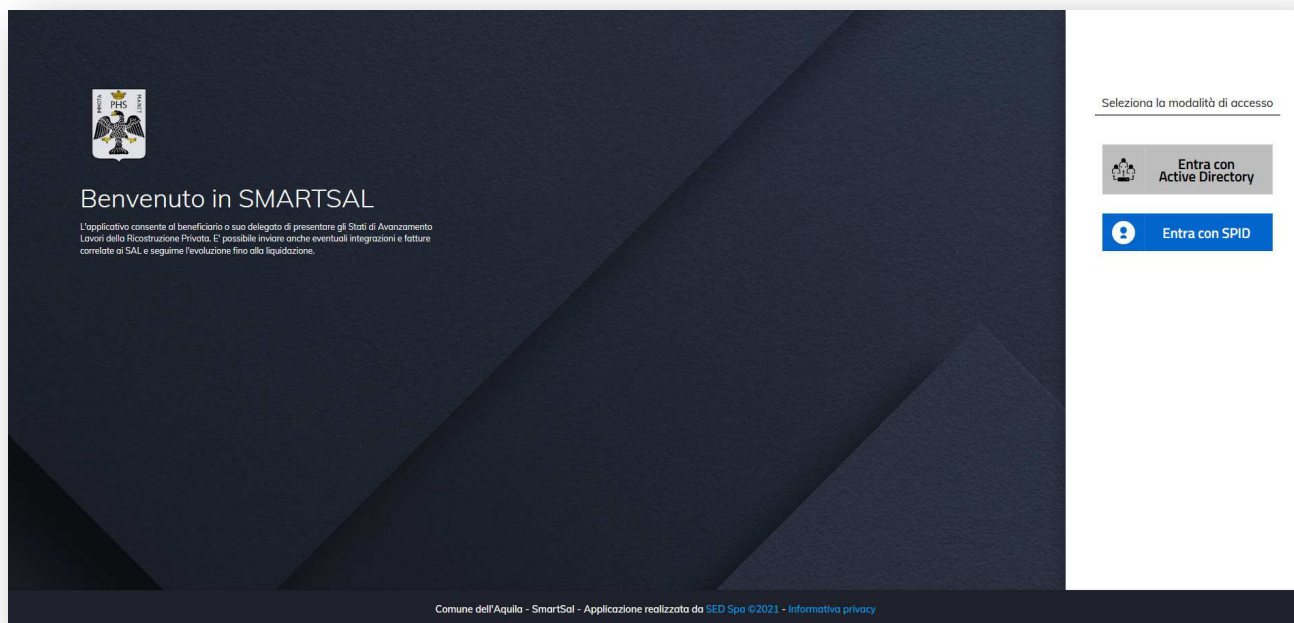 IMMOTA
PHS
MANET
Benvenuto in SMARTSAL
L'applicativo consente al beneficiario o suo delegato di presentare gli Stati di Avanzamento
Lavori della Ricostruzione Privata. E' possibile inviare anche eventuali integrazioni e fatture
correlate ai SAL e seguirne l'evoluzione fino alla liquidazione.
Seleziona la modalità di accesso
Entra con
Active Directory
Entra con SPID
Comune dell'Aquila - SmartSal - Applicazione realizzata da SED Spa ©2021 - Informativa privacy